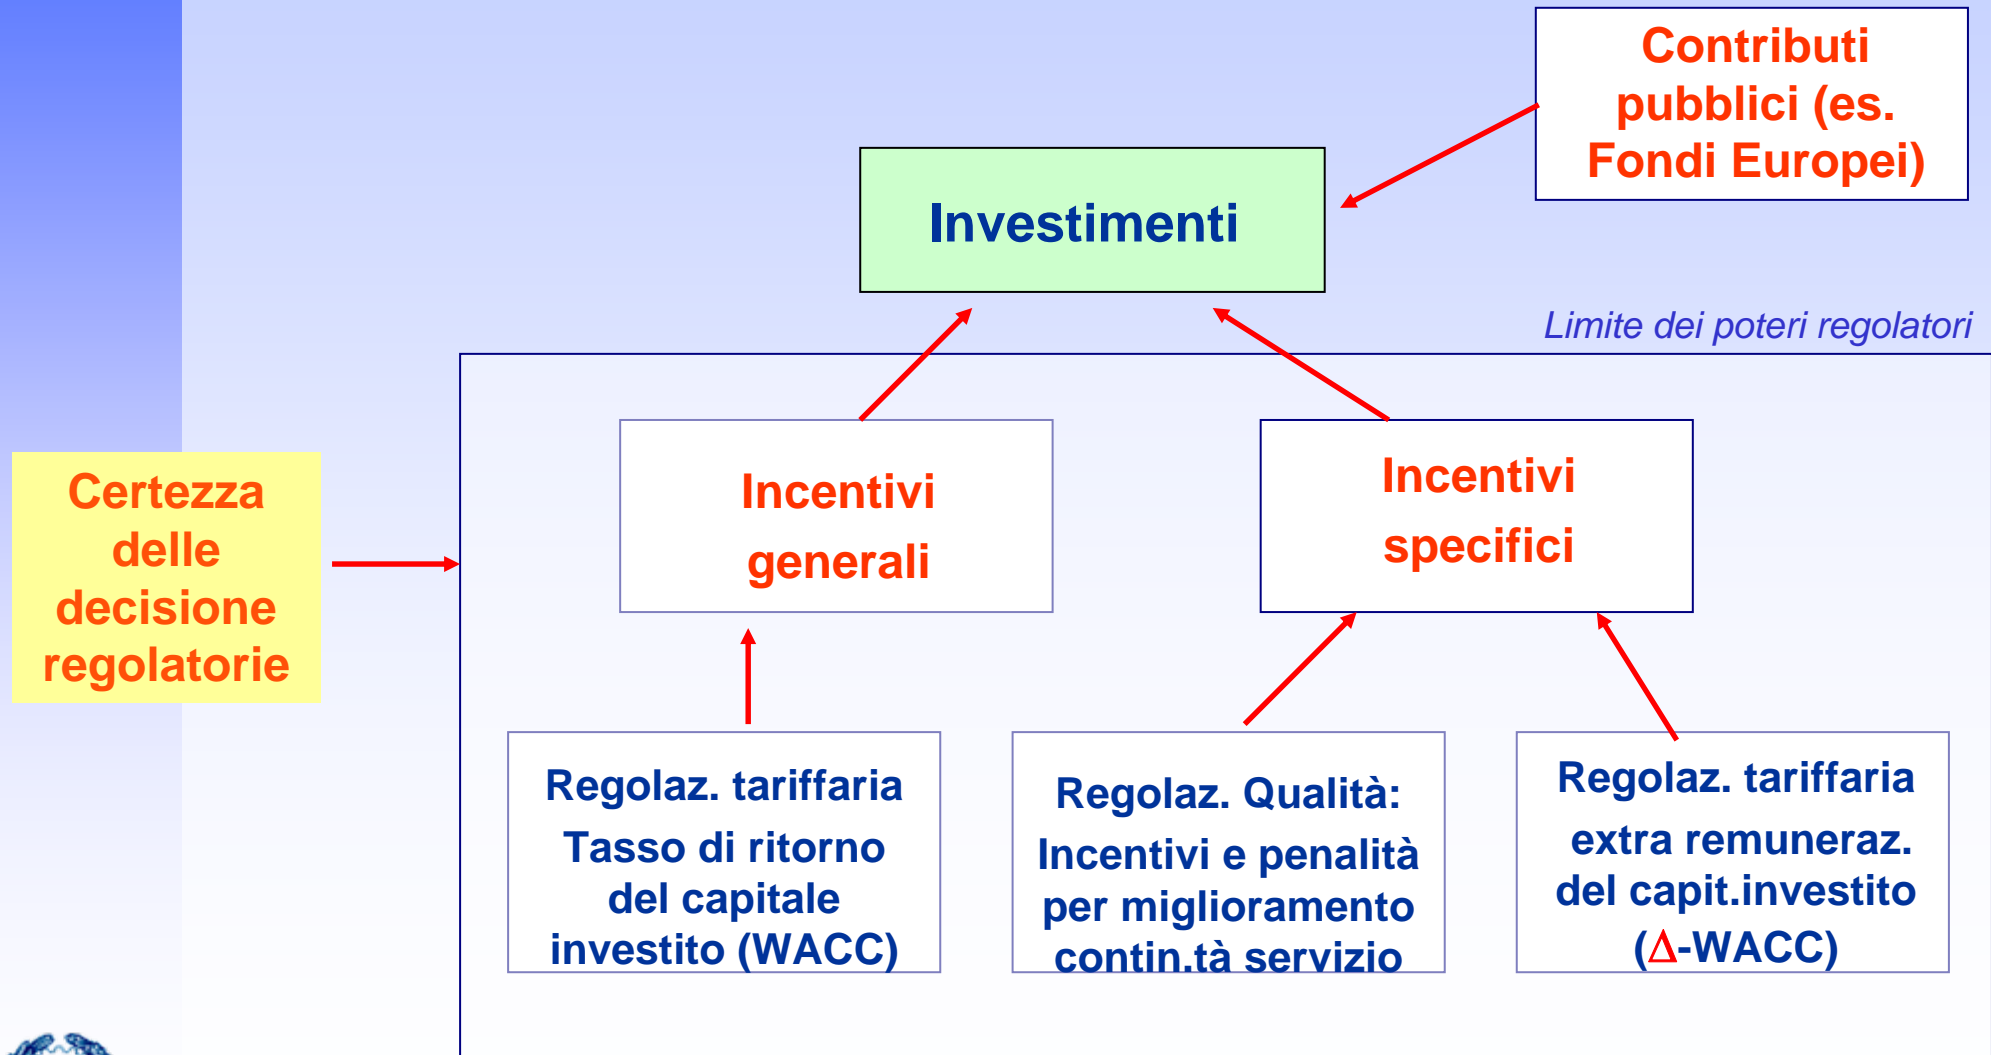 Contributi
pubblici (es.
Fondi Europei)
Investimenti
Limite dei poteri regolatori
Certezza
delle
decisione
regolatorie
Incentivi
generali
Incentivi
specifici
Regolaz. tariffaria
Tasso di ritorno
del capitale
investito (WACC)
Regolaz. Qualità:
Incentivi e penalità
per miglioramento
contin.tà servizio
Regolaz. tariffaria
extra remuneraz.
del capit.investito
(Δ-WACC)